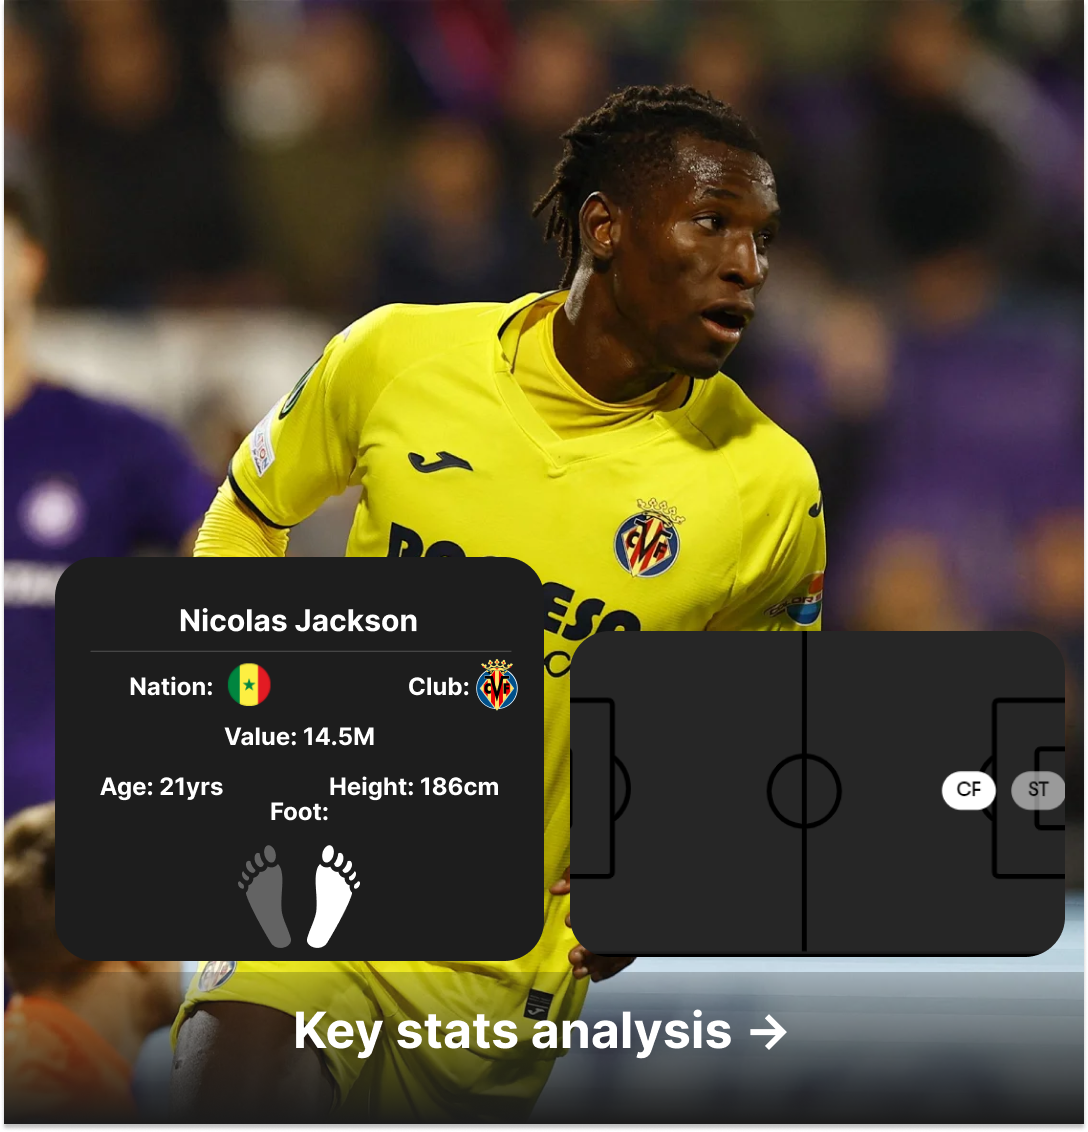 Nicolas Jackson
Nation:
Club:
Value: 14.5M
Age: 21yrs
Height: 186cm
Foot:
CF
ST
Key stats analysis →